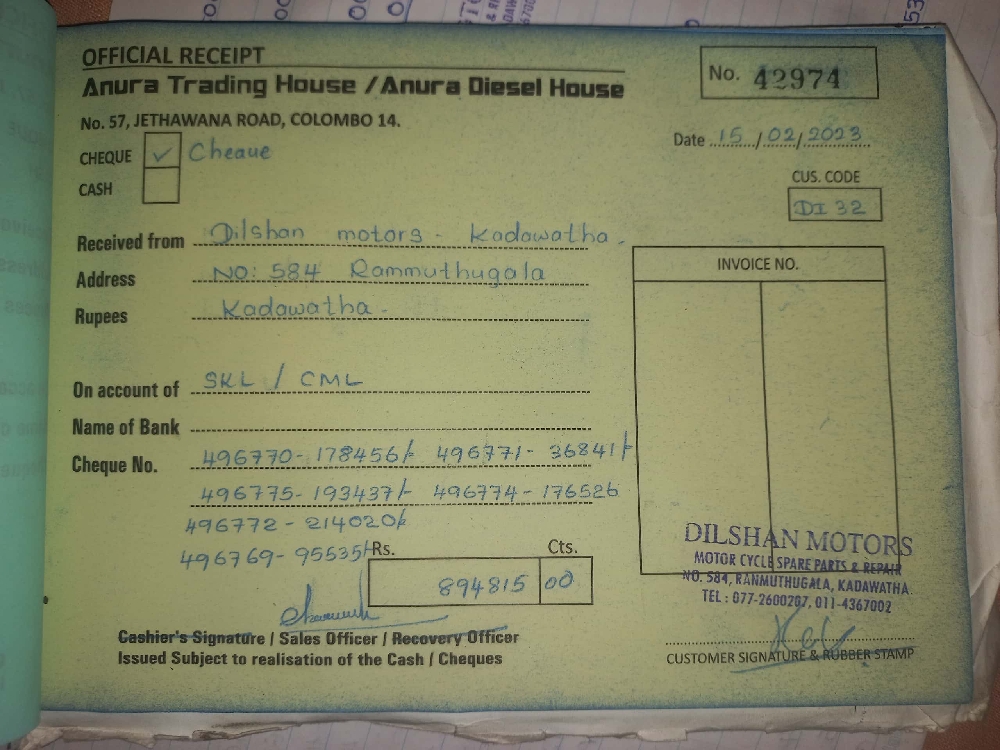 OFFICIAL RECEIPT
Anura Trading House / Anura Diesel House
No. 57, JETHAWANA ROAD, COLOMBO 14.
No. 42974
Date 15 / 02 / 2023
CHEQUE ✓ Cheaue
CASH
CUS. CODE
DI 32
Received from Dilshan motors - Kadawatha.
Address NO: 584 Rammuthugala
Rupees Kadawatha.
INVOICE NO.
On account of SKL / CML
Name of Bank
Cheque No. 496770- 178456/- 496771- 36841/-
496775- 193437/- 496774- 176526
496772 - 214020/-
496769- 95535/-
Rs. Cts.
894815 00
Cashier's Signature / Sales Officer / Recovery Officer
Issued Subject to realisation of the Cash / Cheques
DILSHAN MOTORS
MOTOR CYCLE SPARE PARTS & REPAIR
NO. 584, RANMUTHUGALA, KADAWATHA.
TEL : 077-2600287, 011-4367002
CUSTOMER SIGNATURE & RUBBER STAMP